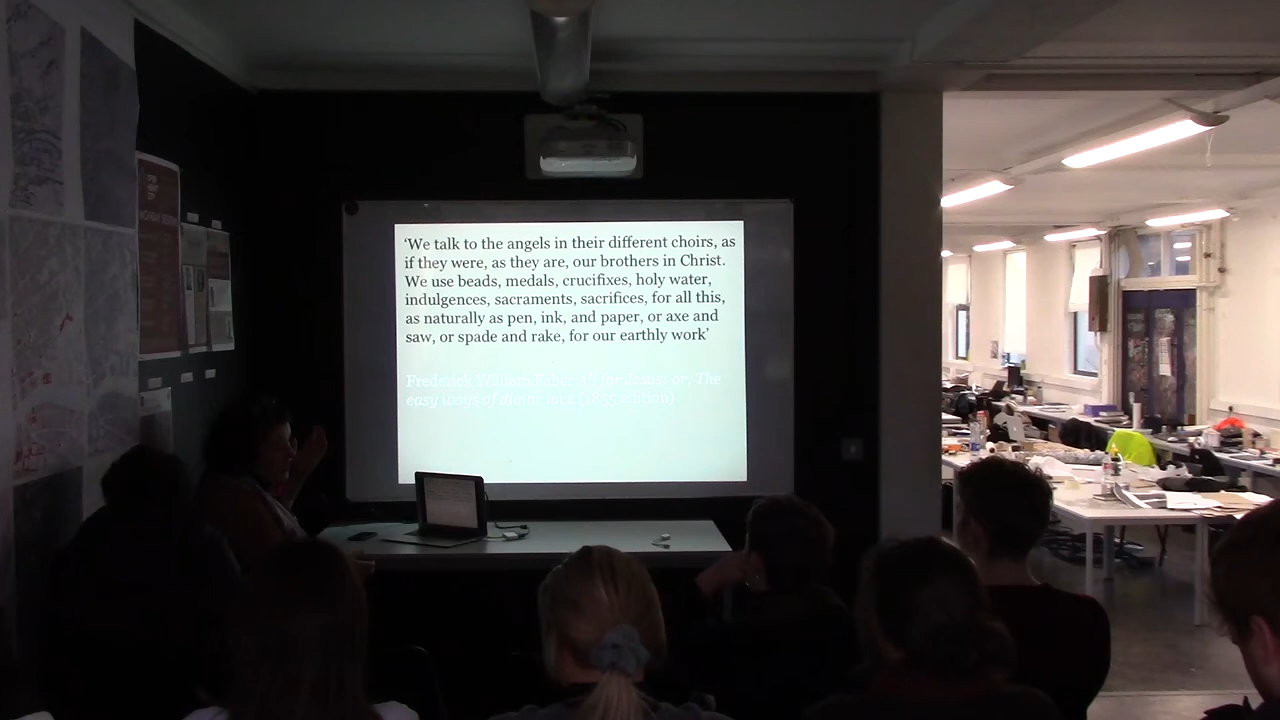 ‘We talk to the angels in their different choirs, as
if they were, as they are, our brothers in Christ.
We use beads, medals, crucifixes, holy water,
indulgences, sacraments, sacrifices, for all this,
as naturally as pen, ink, and paper, or axe and
saw, or spade and rake, for our earthly work’
Frederick William Faber All for Jesus: or, The
easy ways of divine love (1855 edition)